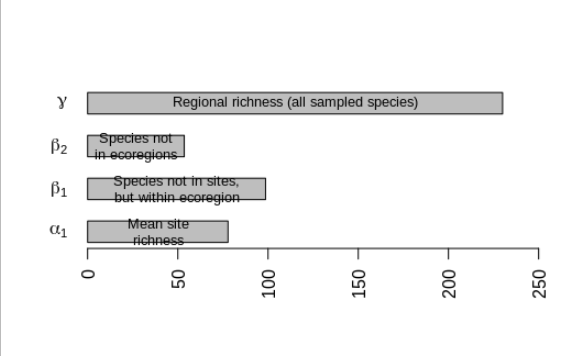 γ
Regional richness (all sampled species)
β2
Species not
in ecoregions
β1
Species not in sites,
but within ecoregion
α1
Mean site
richness
0
50
100
150
200
250